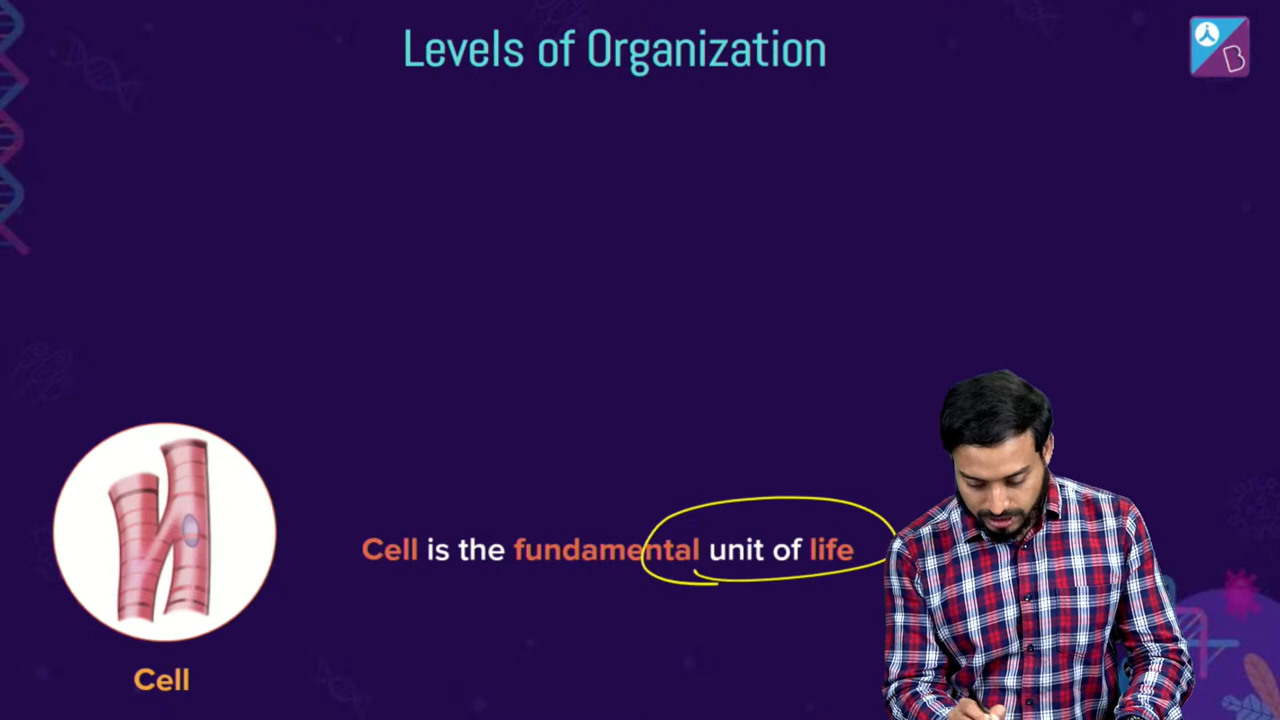 Levels of Organization
B
Cell is the fundamental unit of life
Cell